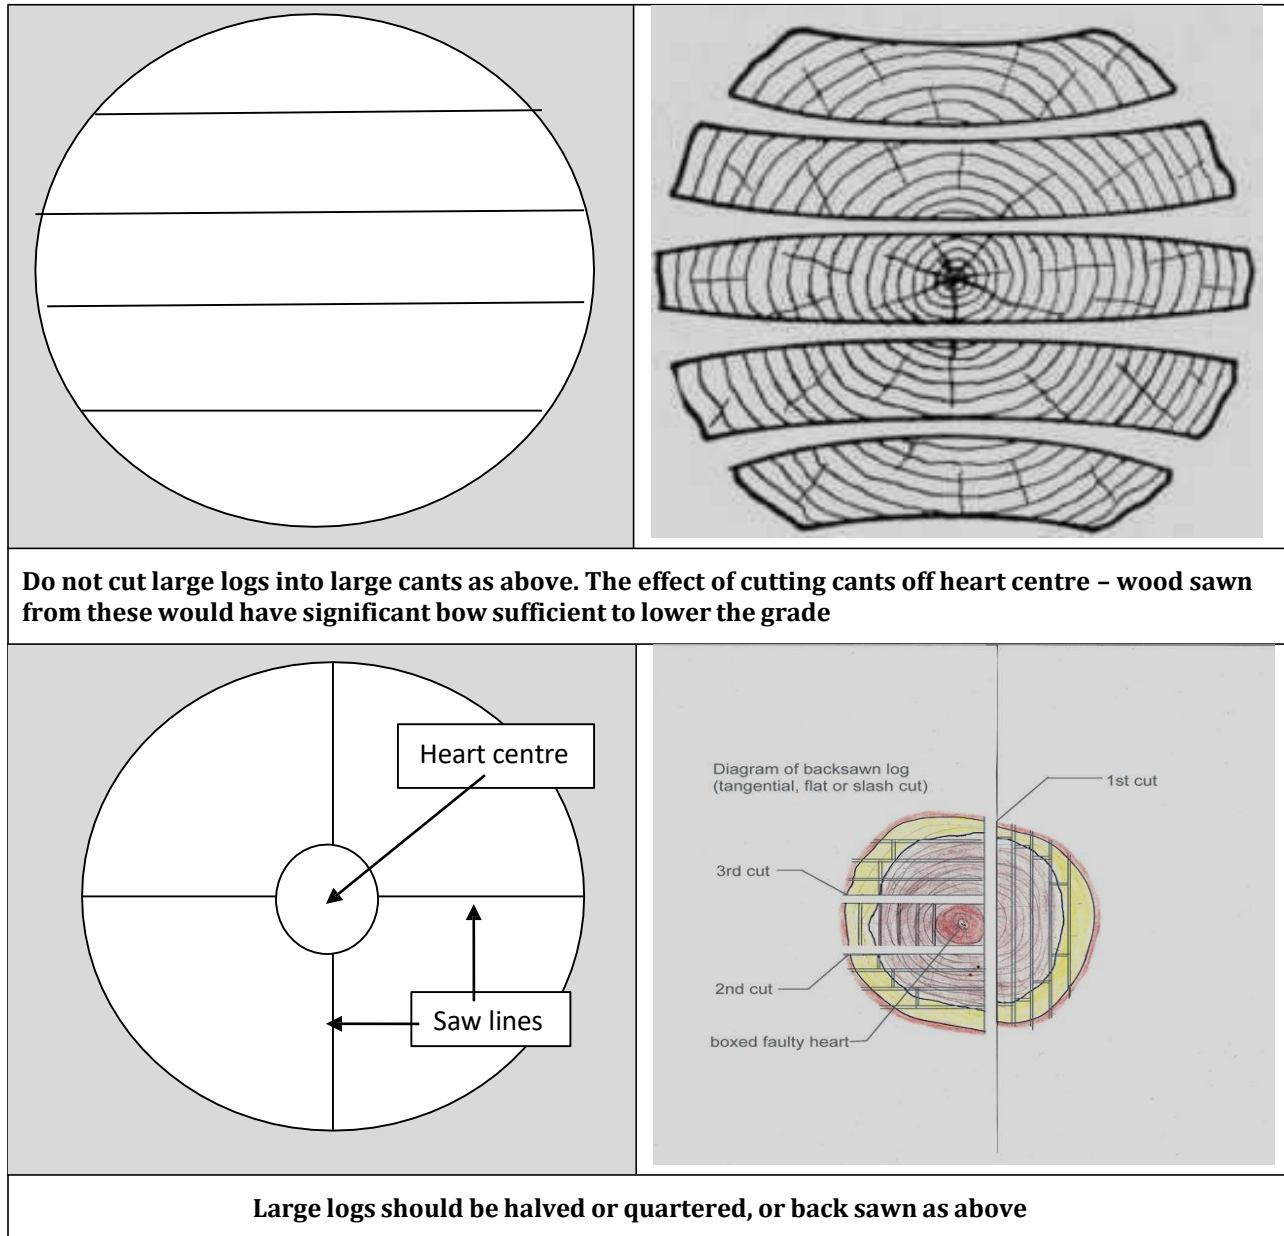 Do not cut large logs into large cants as above. The effect of cutting cants off heart centre – wood sawn
from these would have significant bow sufficient to lower the grade
Heart centre
Saw lines
Diagram of backsawn log
(tangential, flat or slash cut)
1st cut
3rd cut
2nd cut
boxed faulty heart
Large logs should be halved or quartered, or back sawn as above